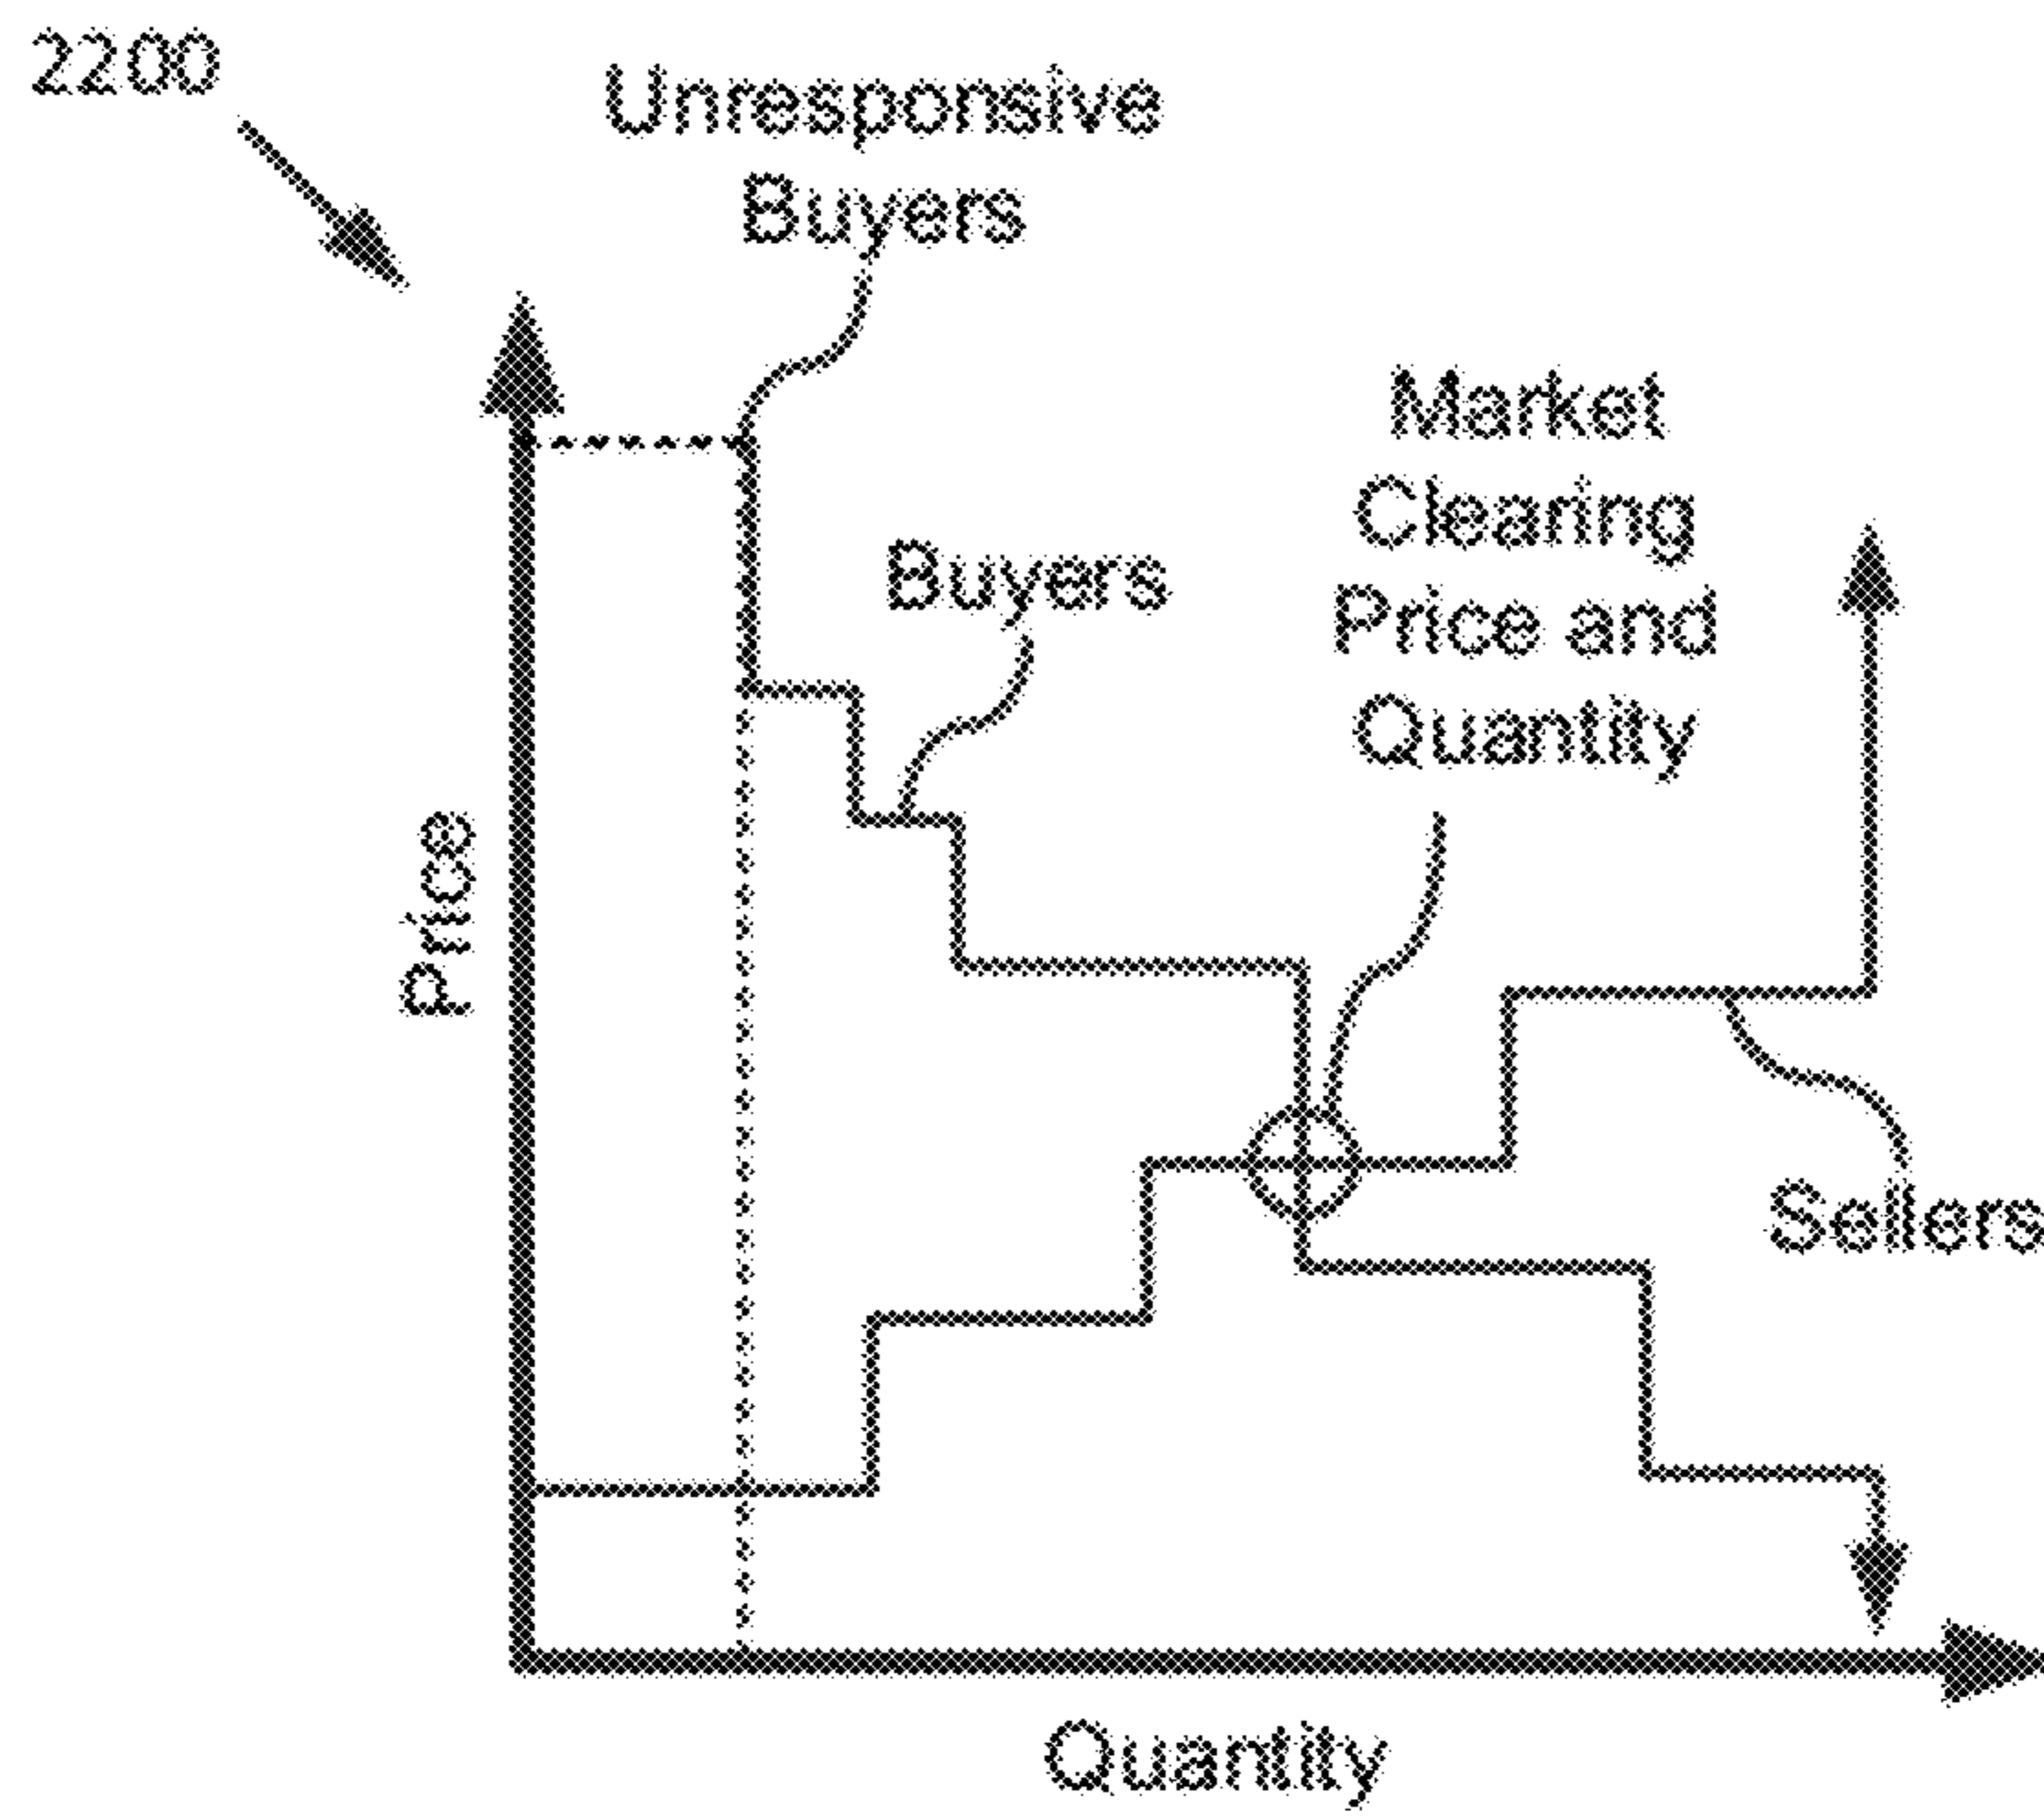 2200
Unresponsive
Buyers
Market
Clearing
Price and
Quantity
Buyers
Price
Sellers
Quantity